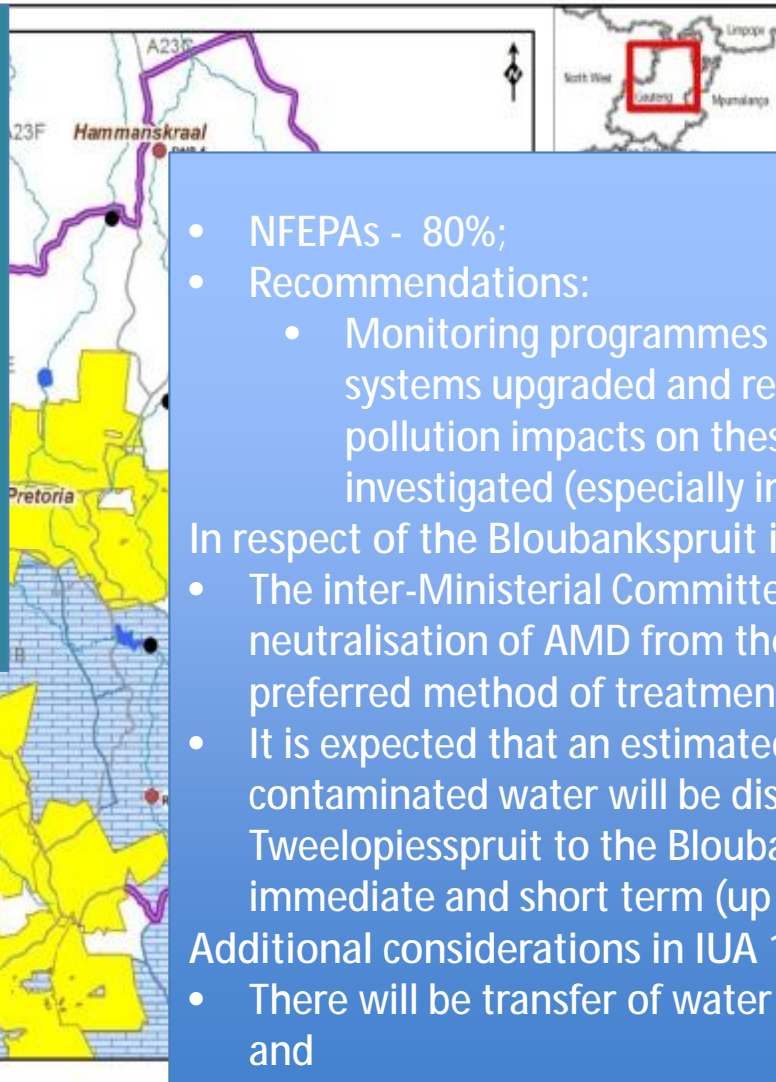 A23
Limpopo
North West
Gauteng
Mpumalanga
23F
Hammanskraal
Pretoria
• NFEPAs - 80%;
• Recommendations:
• Monitoring programmes
systems upgraded and re
pollution impacts on thes
investigated (especially in
In respect of the Bloubankspruit i
• The inter-Ministerial Committe
neutralisation of AMD from the
preferred method of treatmen
• It is expected that an estimated
contaminated water will be dis
Tweelopiesspruit to the Blouba
immediate and short term (up
Additional considerations in IUA 1
• There will be transfer of water
and